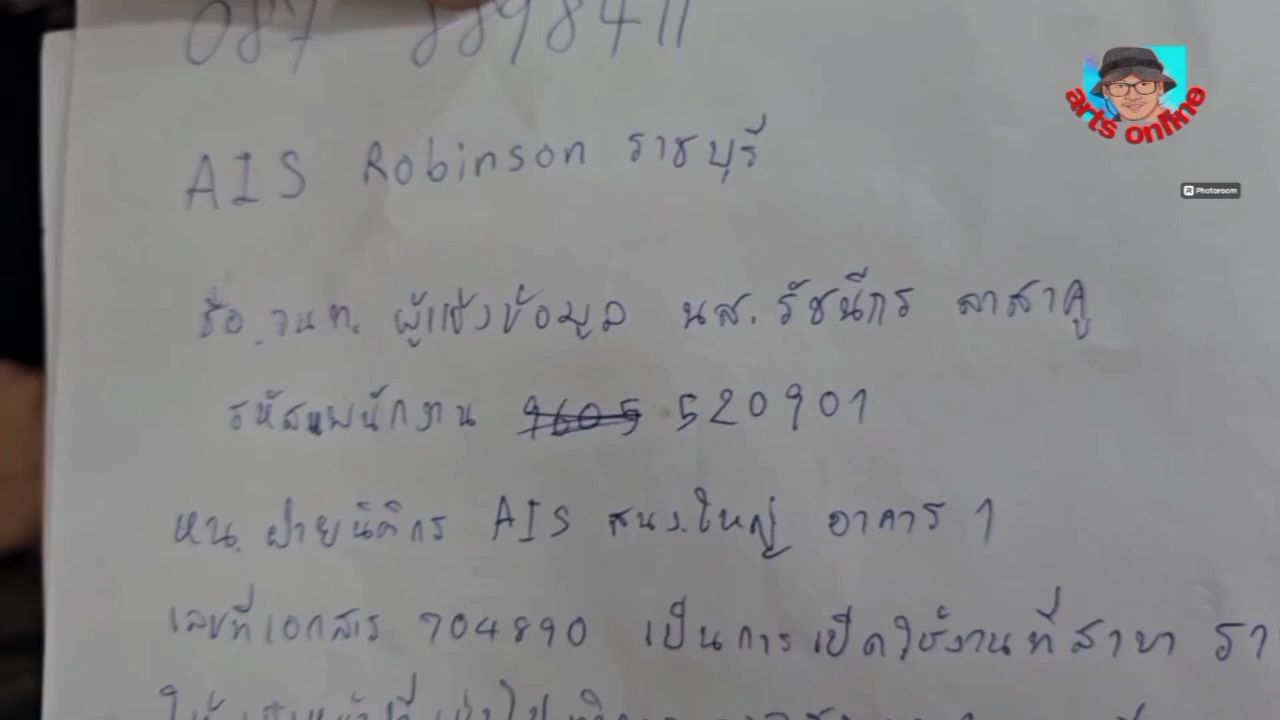 087 8898411
AIS Robinson ราชบุรี
ชื่อ จนท. ผู้แจ้งข้อมูล นส. รัชนีกร ลาสาคู
รหัสพนักงาน 9605 520901
หน. ฝ่ายนิติกร AIS สนง.ใหญ่ อาคาร 1
เลขที่เอกสาร 704890 เป็นการเปิดใช้งานที่สาขา รา
arts online
Photoroom